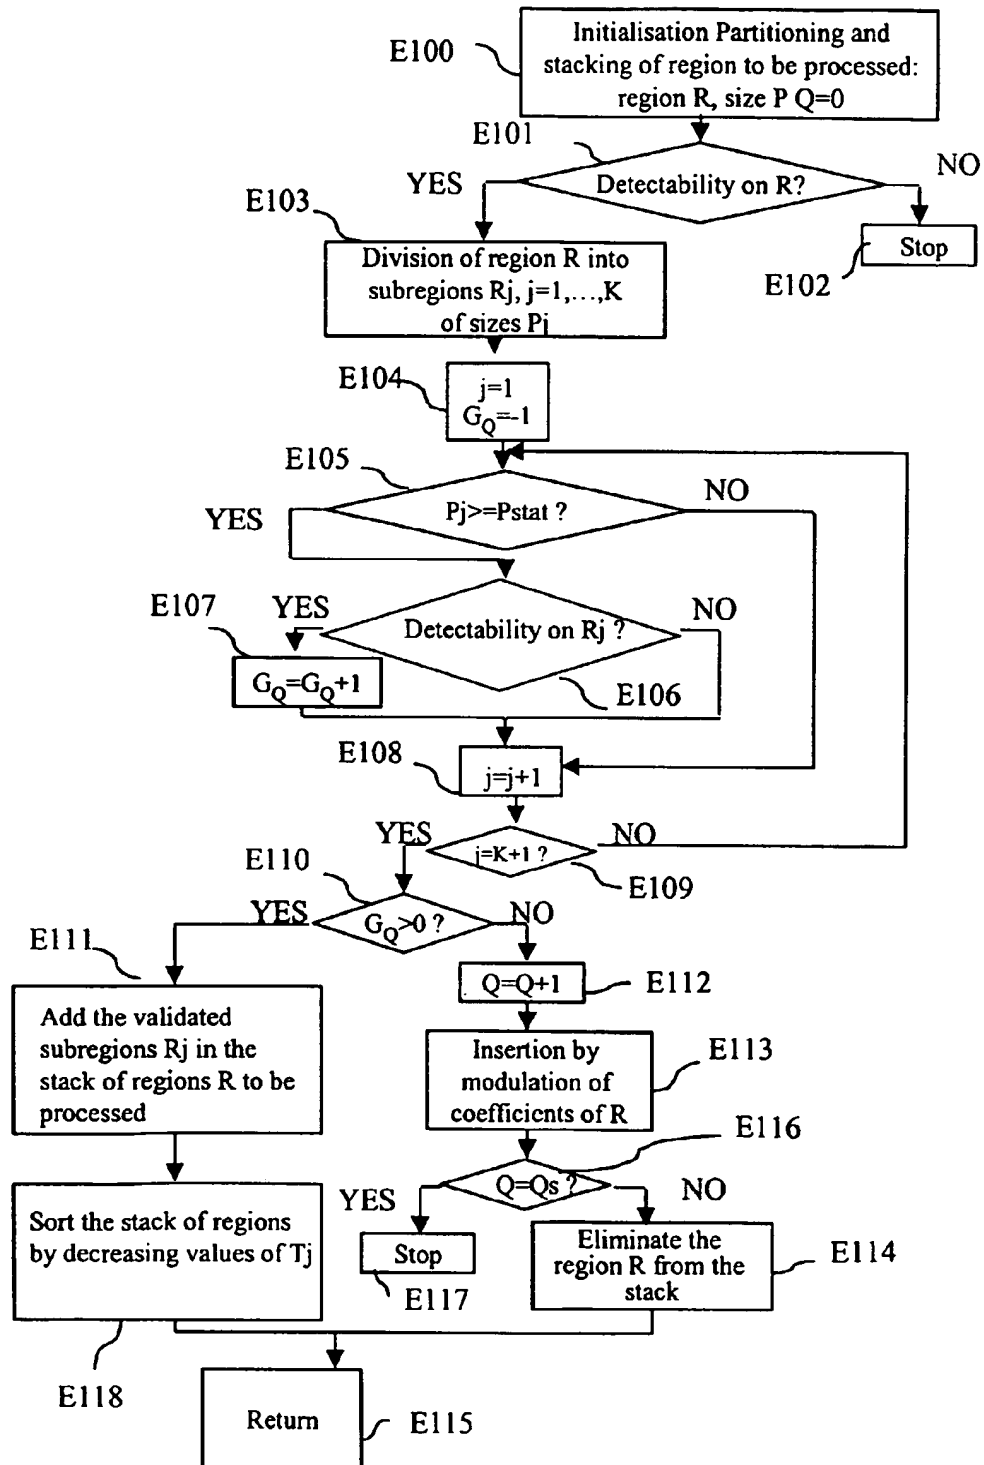 E100
Initialisation Partitioning and
stacking of region to be processed:
region R, size P Q=0
E101
Detectability on R?
YES
NO
E103
Stop
E102
Division of region R into
subregions Rj, j=1,...,K
of sizes Pj
E104
j=1
G_Q=-1
E105
Pj>=Pstat ?
YES
NO
E107
YES
Detectability on Rj ?
NO
G_Q=G_Q+1
E106
E108
j=j+1
YES
j=K+1 ?
NO
E109
E110
YES
G_Q>0 ?
NO
E111
Q=Q+1
E112
Add the validated
subregions Rj in the
stack of regions R to be
processed
Insertion by
modulation of
coefficients of R
E113
E116
Q=Qs ?
YES
NO
Sort the stack of regions
by decreasing values of Tj
Stop
E117
Eliminate the
region R from the
stack
E114
E118
Return
E115